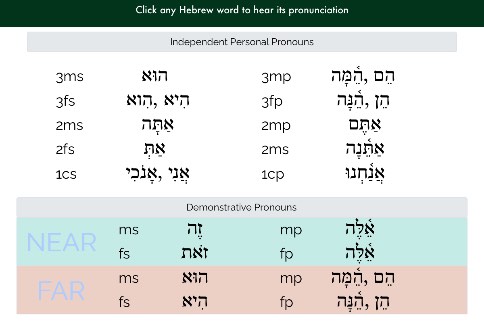 Click any Hebrew word to hear its pronunciation
Independent Personal Pronouns
3ms הוּא 3mp הֵם ,הֵ֫מָּה
3fs הִיא ,הִוא 3fp הֵן ,הֵ֫נָּה
2ms אַתָּה 2mp אַתֶּם
2fs אַתְּ 2ms אַתֵּ֫נָה
1cs אֲנִי ,אָנֹכִי 1cp אֲנַ֫חְנוּ
Demonstrative Pronouns
NEAR
ms זֶה mp אֵ֫לֶּה
fs זֹאת fp אֵ֫לֶּה
FAR
ms הוּא mp הֵם ,הֵ֫מָּה
fs הִיא fp הֵן ,הֵ֫נָּה